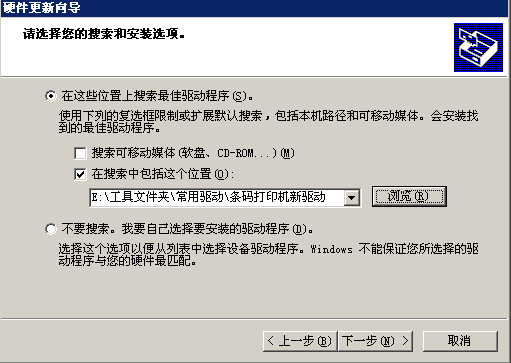 硬件更新向导
请选择您的搜索和安装选项。
在这些位置上搜索最佳驱动程序(S)。
使用下列的复选框限制或扩展默认搜索，包括本机路径和可移动媒体。会安装找
到的最佳驱动程序。
搜索可移动媒体(软盘、CD-ROM...)(M)
在搜索中包括这个位置(O):
E:\工具文件夹\常用驱动\条码打印机新驱动
浏览(R)
不要搜索。我要自己选择要安装的驱动程序(D)。
选择这个选项以便从列表中选择设备驱动程序。Windows 不能保证您所选择的驱
动程序与您的硬件最匹配。
< 上一步(B)
下一步(N) >
取消